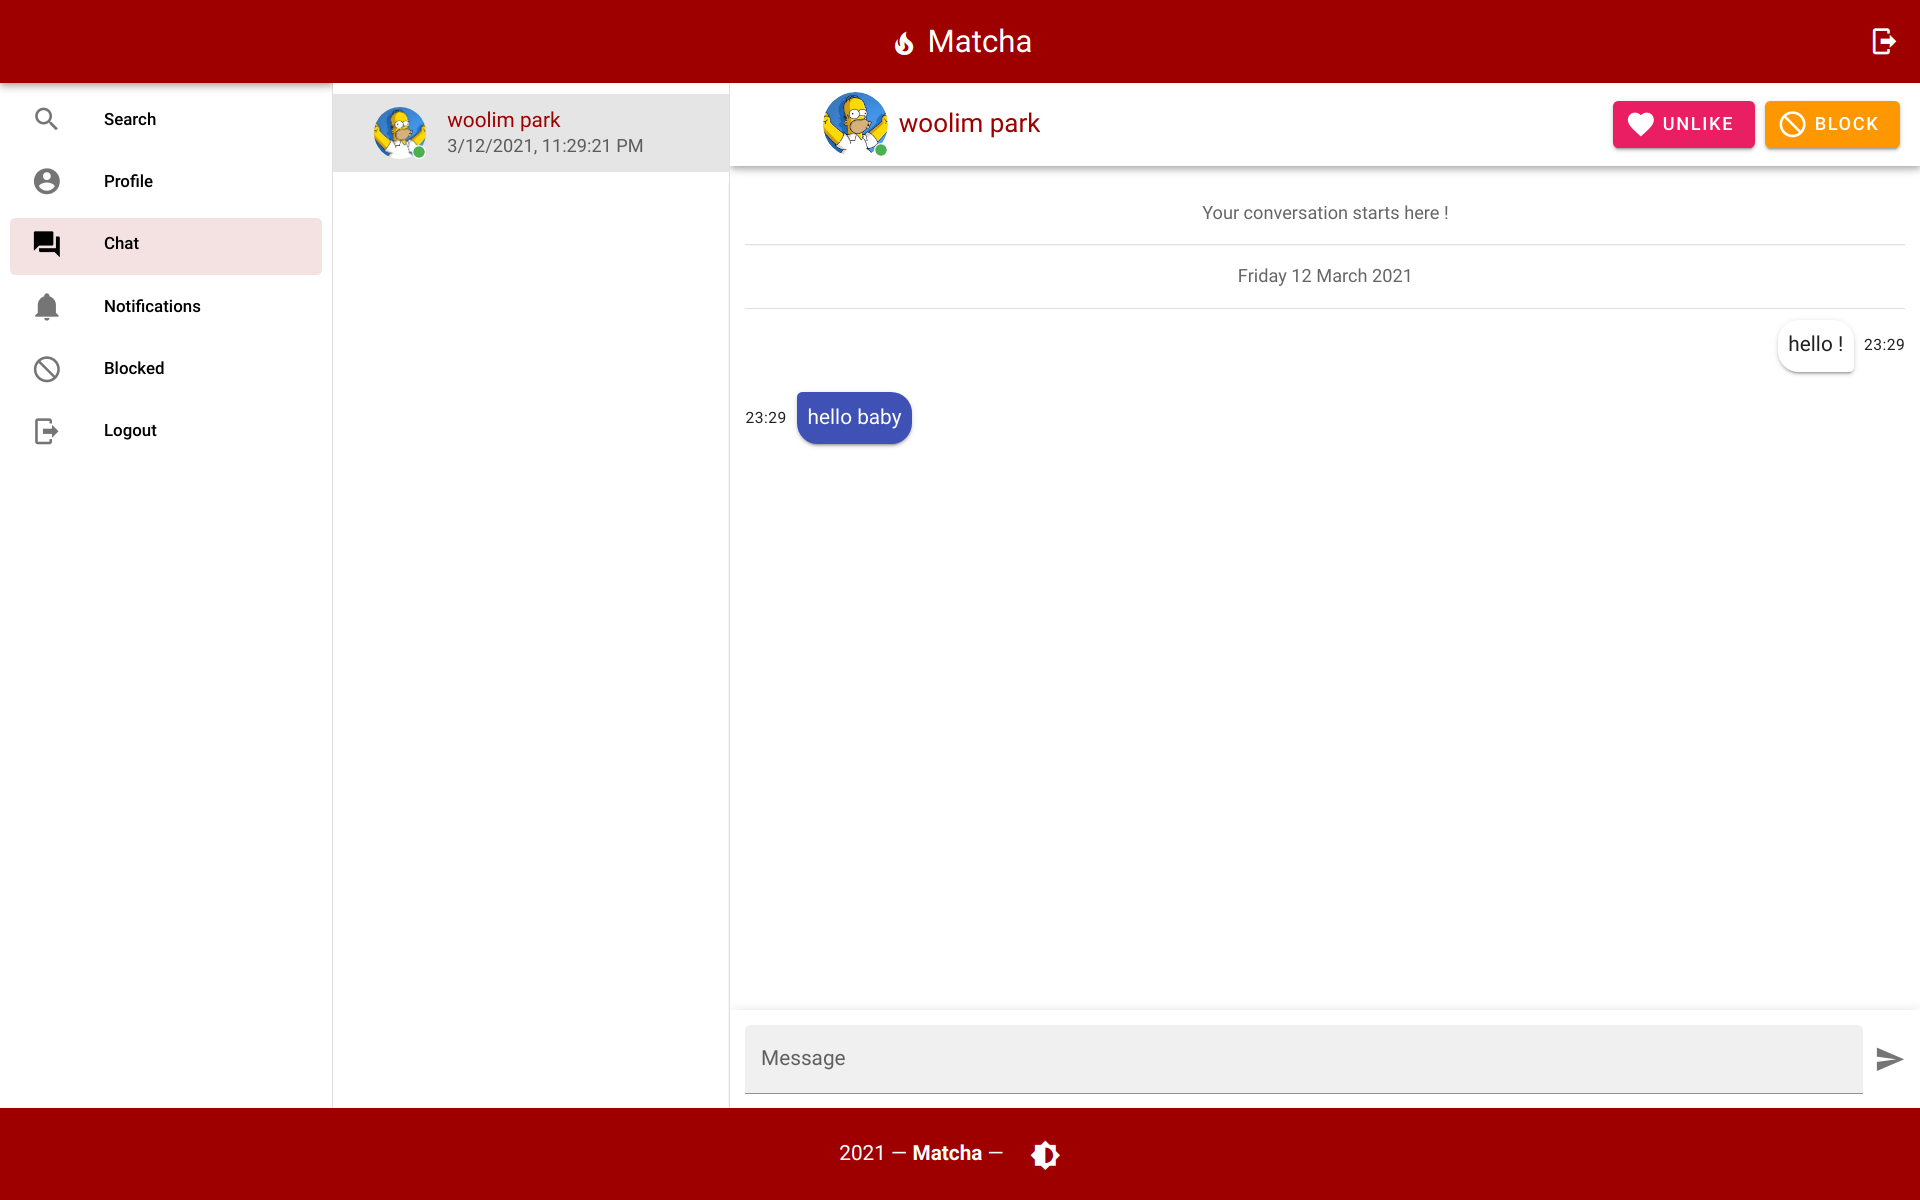 Matcha
Search
Profile
Chat
Notifications
Blocked
Logout
woolim park
3/12/2021, 11:29:21 PM
woolim park
UNLIKE
BLOCK
Your conversation starts here !
Friday 12 March 2021
hello ! 23:29
23:29 hello baby
Message
2021 — Matcha —